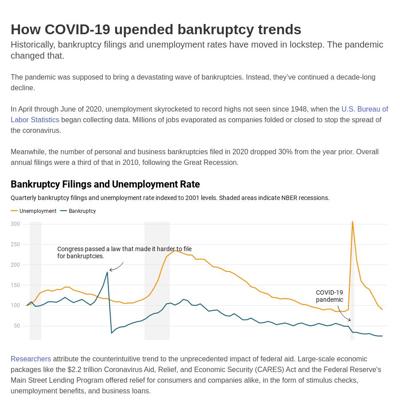 How COVID-19 upended bankruptcy trends
Historically, bankruptcy filings and unemployment rates have moved in lockstep. The pandemic
changed that.
The pandemic was supposed to bring a devastating wave of bankruptcies. Instead, they've continued a decade-long
decline.
In April through June of 2020, unemployment skyrocketed to record highs not seen since 1948, when the U.S. Bureau of
Labor Statistics began collecting data. Millions of jobs evaporated as companies folded or closed to stop the spread of
the coronavirus.
Meanwhile, the number of personal and business bankruptcies filed in 2020 dropped 30% from the year prior. Overall
annual filings were a third of that in 2010, following the Great Recession.
Bankruptcy Filings and Unemployment Rate
Quarterly bankruptcy filings and unemployment rate indexed to 2001 levels. Shaded areas indicate NBER recessions.
Unemployment Bankruptcy
300
250
200
150
100
50
Congress passed a law that made it harder to file
for bankruptcies.
COVID-19
pandemic
Researchers attribute the counterintuitive trend to the unprecedented impact of federal aid. Large-scale economic
packages like the $2.2 trillion Coronavirus Aid, Relief, and Economic Security (CARES) Act and the Federal Reserve's
Main Street Lending Program offered relief for consumers and companies alike, in the form of stimulus checks,
unemployment benefits, and business loans.